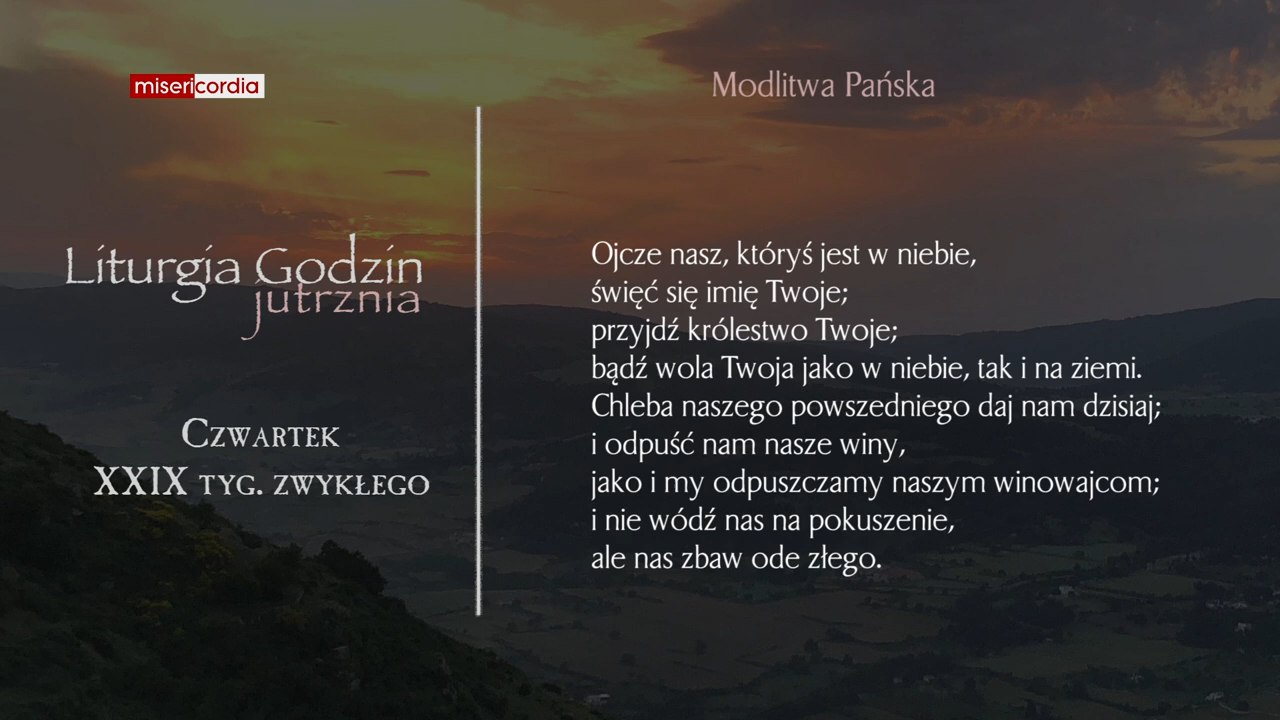 misericordia
Modlitwa Pańska
Liturgia Godzin
jutrznia
Czwartek
XXIX tyg. zwykłego
Ojcze nasz, któryś jest w niebie,
święć się imię Twoje;
przyjdź królestwo Twoje;
bądź wola Twoja jako w niebie, tak i na ziemi.
Chleba naszego powszedniego daj nam dzisiaj;
i odpuść nam nasze winy,
jako i my odpuszczamy naszym winowajcom;
i nie wódź nas na pokuszenie,
ale nas zbaw ode złego.